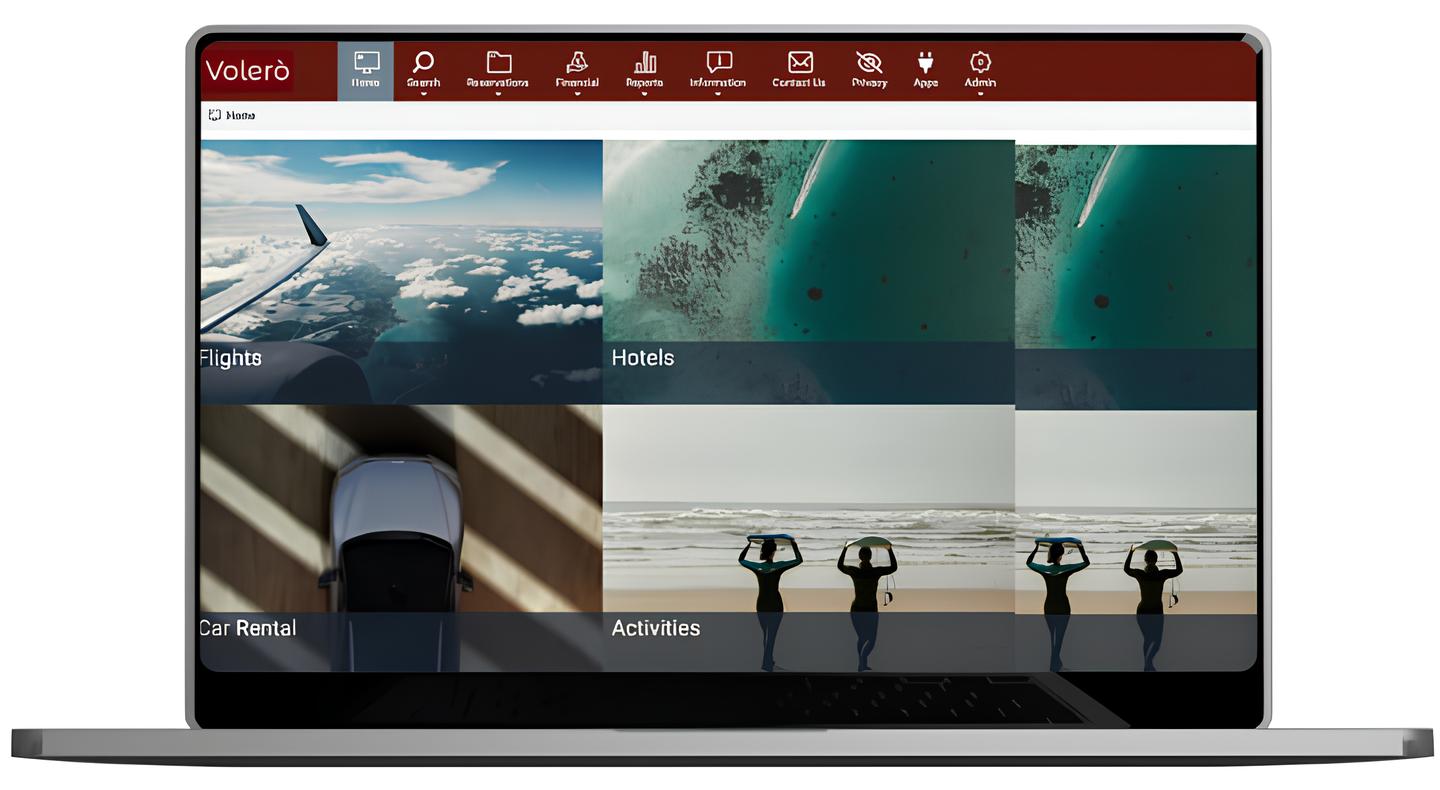 Volerò
Home Search Reservations Financial Reports Information Contact Us Privacy Apps Admin
Home
Flights
Hotels
Car Rental
Activities